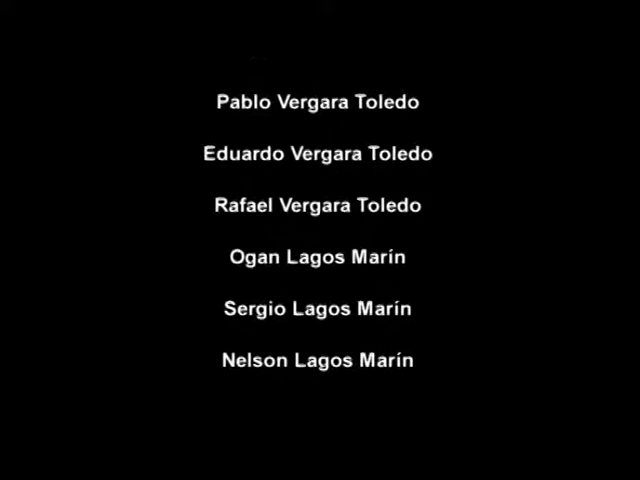 Pablo Vergara Toledo
Eduardo Vergara Toledo
Rafael Vergara Toledo
Ogan Lagos Marín
Sergio Lagos Marín
Nelson Lagos Marín